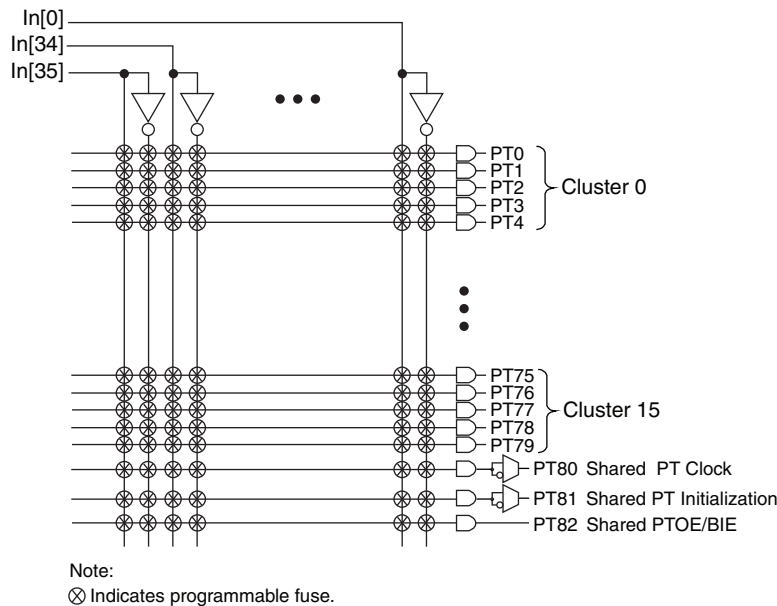 In[0]
In[34]
In[35]
PT0
PT1
PT2
PT3
PT4
Cluster 0
PT75
PT76
PT77
PT78
PT79
Cluster 15
PT80 Shared PT Clock
PT81 Shared PT Initialization
PT82 Shared PTOE/BIE
Note:
⊗ Indicates programmable fuse.